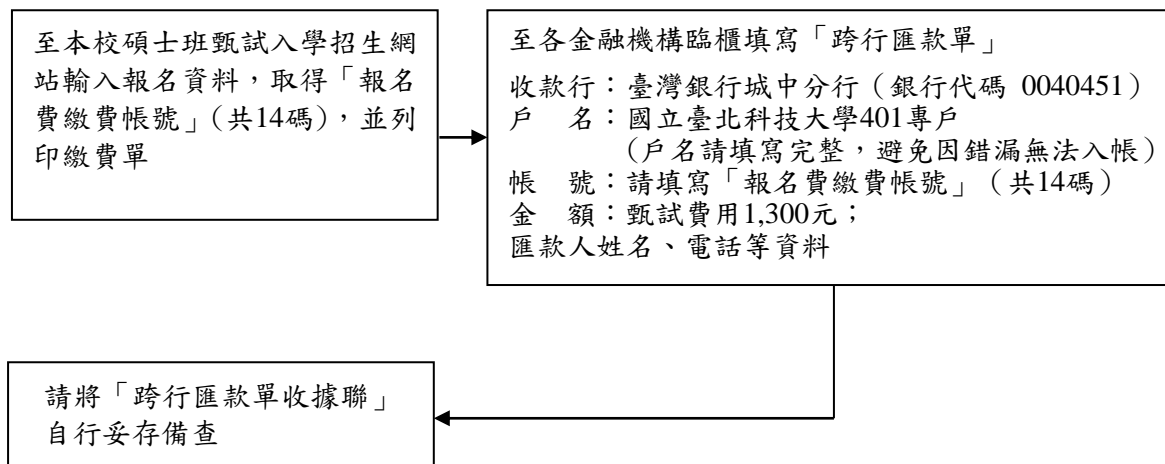 至本校碩士班甄試入學招生網
站輸入報名資料，取得「報名
費繳費帳號」(共14碼)，並列
印繳費單
至各金融機構臨櫃填寫「跨行匯款單」
收款行：臺灣銀行城中分行（銀行代碼 0040451）
戶　名：國立臺北科技大學401專戶
(戶名請填寫完整，避免因錯漏無法入帳)
帳　號：請填寫「報名費繳費帳號」（共14碼）
金　額：甄試費用1,300元；
匯款人姓名、電話等資料
請將「跨行匯款單收據聯」
自行妥存備查